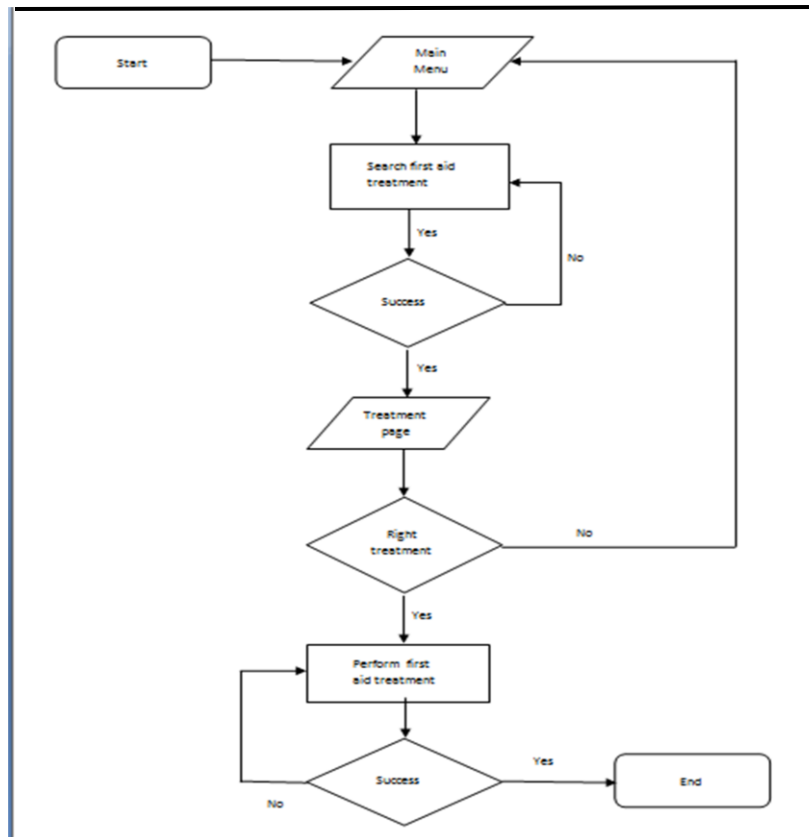 Start
Main
Menu
Search first aid
treatment
Yes
No
Success
Yes
Treatment
page
Right
treatment
No
Yes
Perform first
aid treatment
Success
Yes
End
No